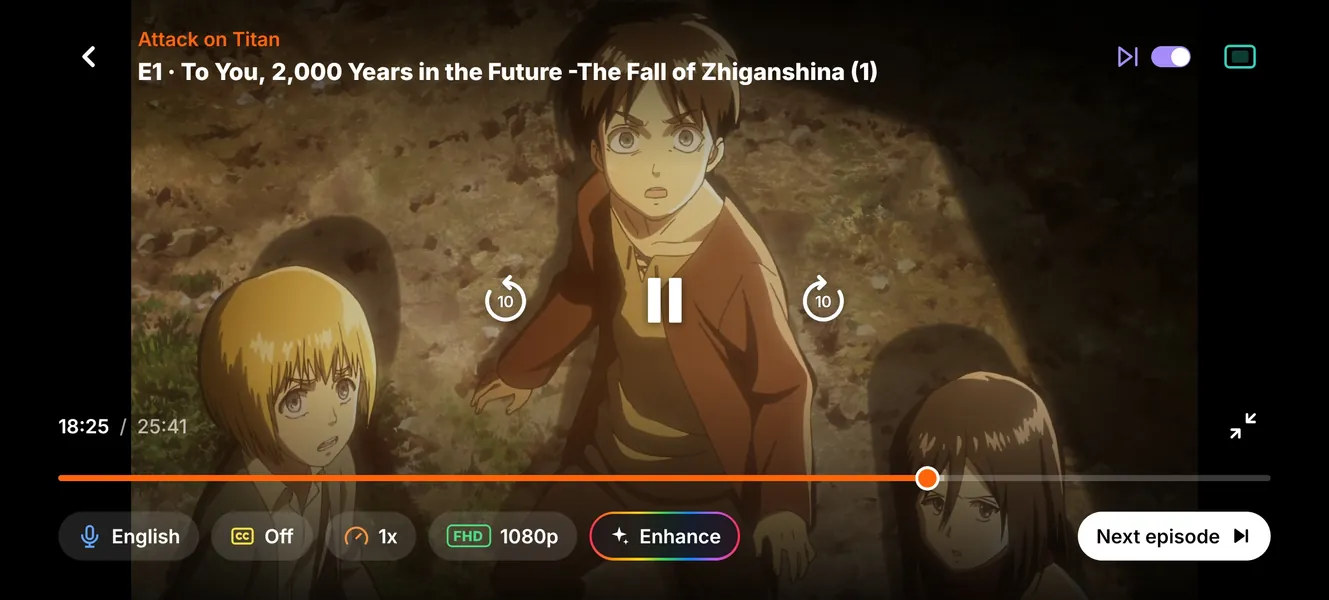 Attack on Titan
E1 · To You, 2,000 Years in the Future -The Fall of Zhiganshina (1)
10
10
18:25 / 25:41
English
CC Off
1x
FHD 1080p
Enhance
Next episode